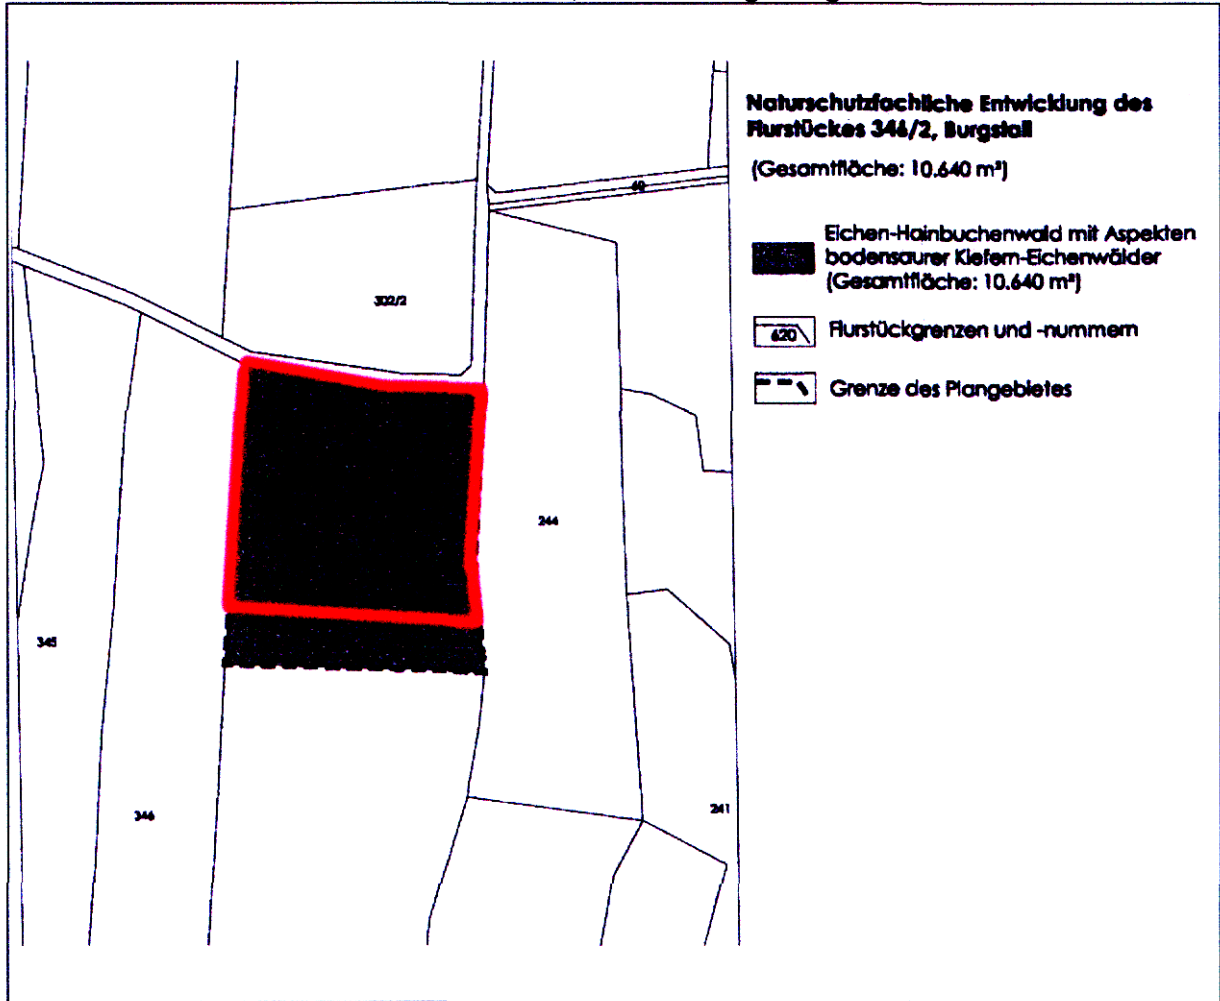 Naturschutzfachliche Entwicklung des
Flurstückes 346/2, Burgstall
(Gesamtfläche: 10.640 m²)
Eichen-Hainbuchenwald mit Aspekten
bodensaurer Kiefern-Eichenwälder
(Gesamtfläche: 10.640 m²)
620
Flurstückgrenzen und -nummern
Grenze des Plangebietes
60
302/2
244
345
346
241